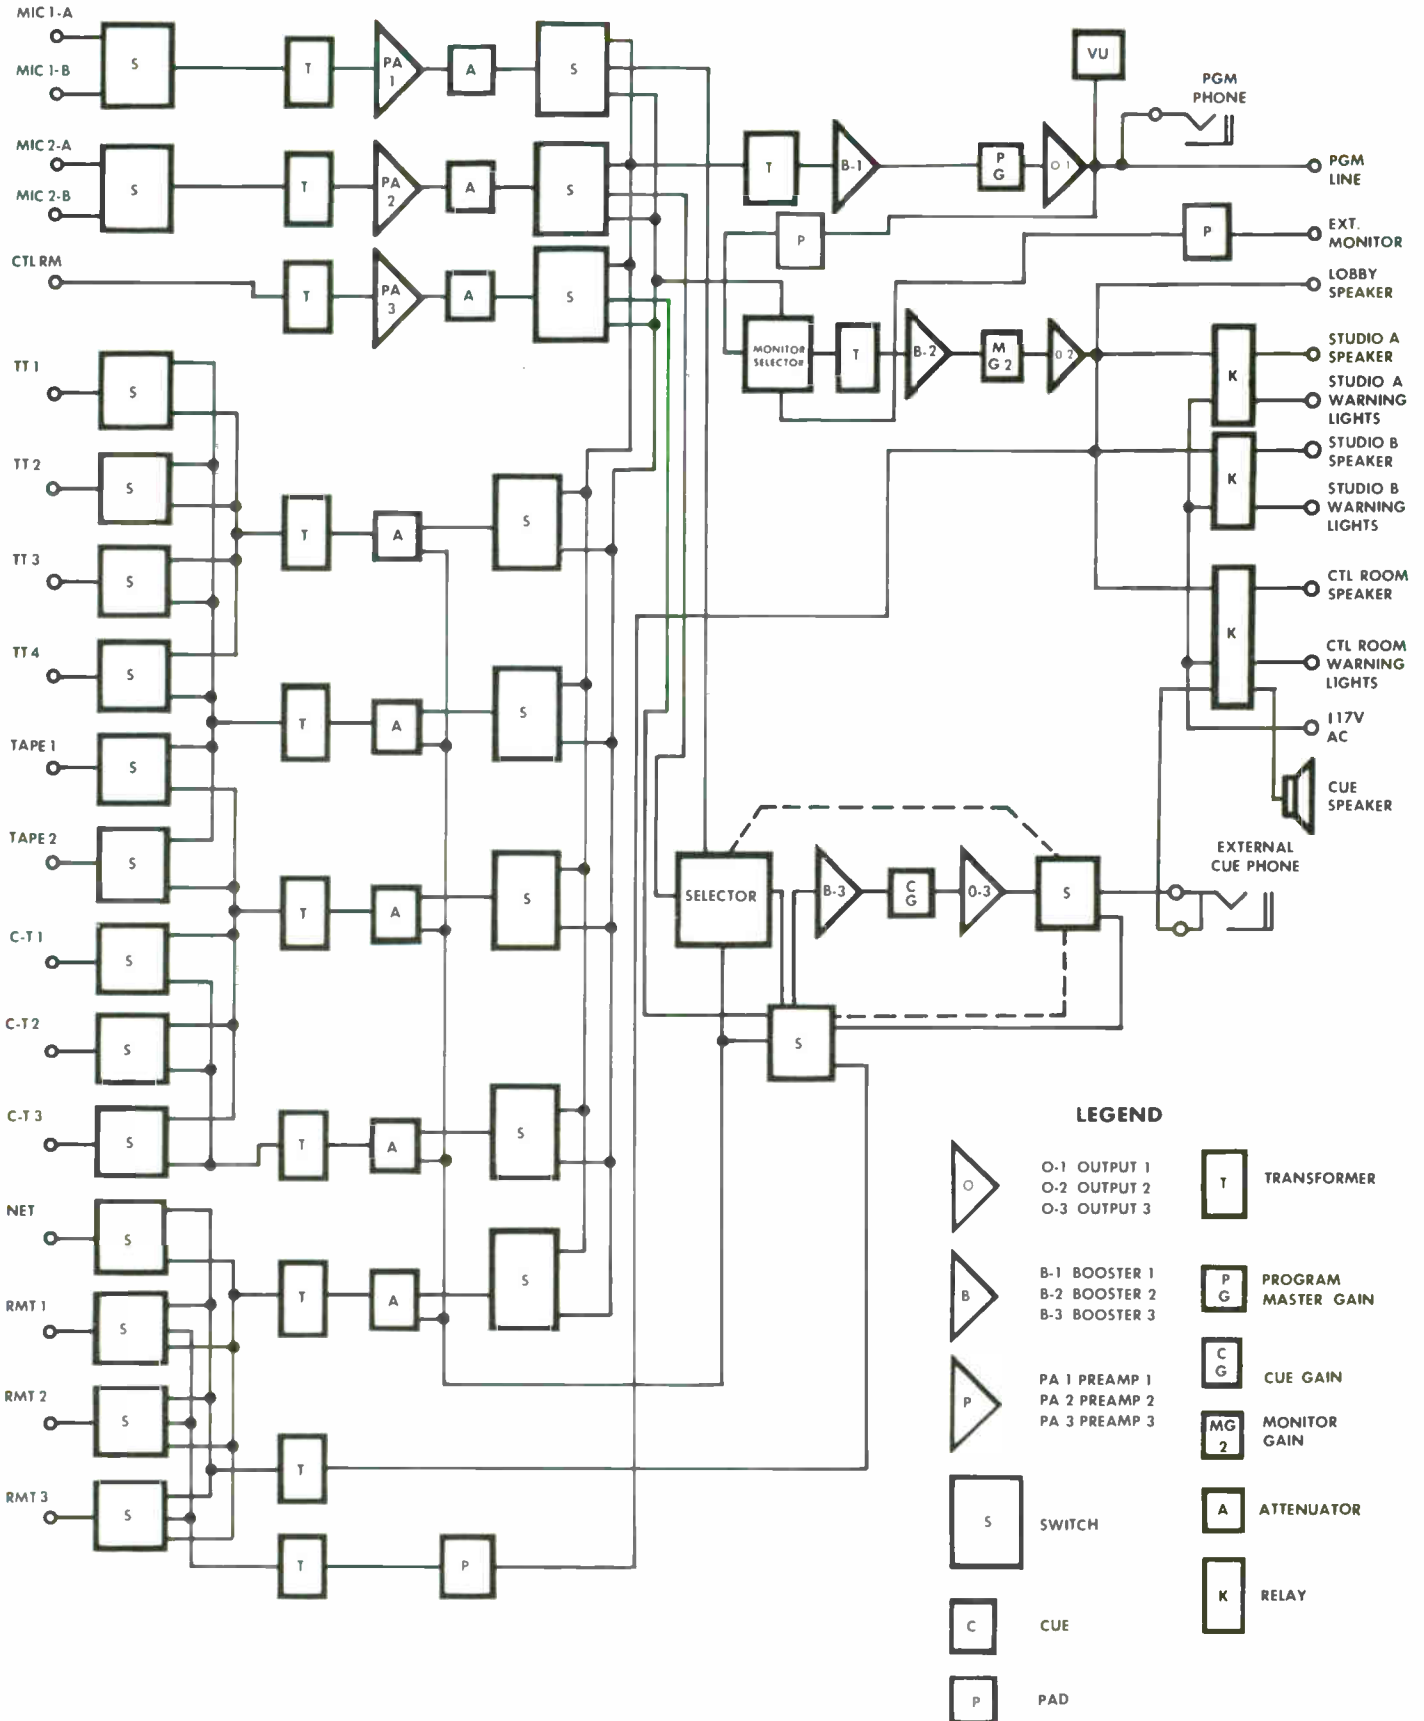 MIC 1-A
MIC 1-B
S
T
PA
1
A
S
VU
PGM
PHONE
MIC 2-A
MIC 2-B
S
T
PA
2
A
S
T
B-1
P
G
O 1
PGM
LINE
P
P
EXT.
MONITOR
CTL RM
T
PA
3
A
S
LOBBY
SPEAKER
MONITOR
SELECTOR
T
B-2
M
G 2
O 2
K
STUDIO A
SPEAKER
STUDIO A
WARNING
LIGHTS
K
STUDIO B
SPEAKER
STUDIO B
WARNING
LIGHTS
K
CTL ROOM
SPEAKER
CTL ROOM
WARNING
LIGHTS
117V
AC
CUE
SPEAKER
EXTERNAL
CUE PHONE
TT 1
S
TT 2
S
T
A
S
TT 3
S
TT 4
S
T
A
S
TAPE 1
S
TAPE 2
S
T
A
S
SELECTOR
B-3
C
G
O-3
S
S
C-T 1
S
C-T 2
S
C-T 3
S
T
A
S
NET
S
T
A
S
RMT 1
S
RMT 2
S
T
RMT 3
S
T
P
LEGEND
O
O-1 OUTPUT 1
O-2 OUTPUT 2
O-3 OUTPUT 3
T
TRANSFORMER
B
B-1 BOOSTER 1
B-2 BOOSTER 2
B-3 BOOSTER 3
P
G
PROGRAM
MASTER GAIN
C
G
CUE GAIN
P
PA 1 PREAMP 1
PA 2 PREAMP 2
PA 3 PREAMP 3
MG
2
MONITOR
GAIN
S
SWITCH
A
ATTENUATOR
K
RELAY
C
CUE
P
PAD